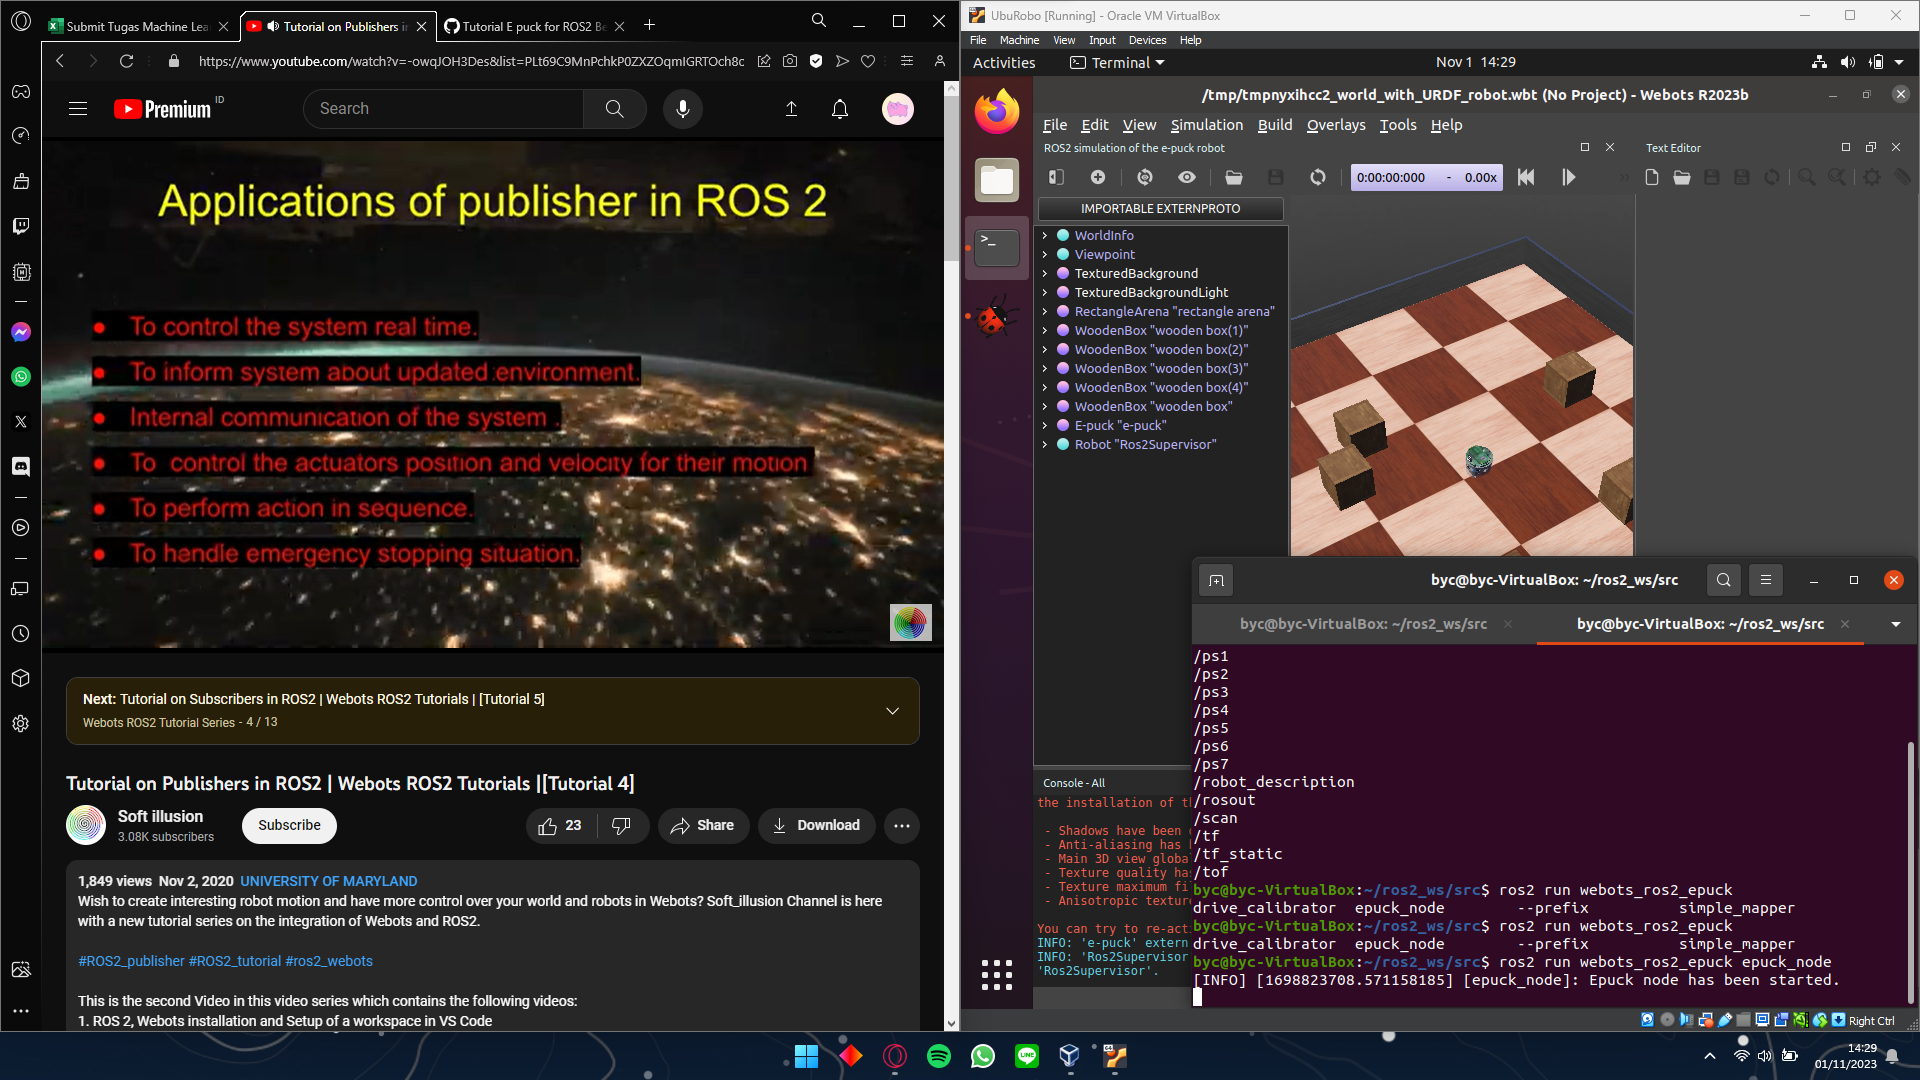 Submit Tugas Machine Lea
Tutorial on Publishers in
Tutorial E puck for ROS2 Be
https://www.youtube.com/watch?v=-owqJOH3Des&list=PLt69C9MnPchkP0ZXZOqmIGRTOch8c
Premium ID
Search
Applications of publisher in ROS 2
To control the system real time.
To inform system about updated environment.
Internal communication of the system .
To control the actuators position and velocity for their motion
To perform action in sequence.
To handle emergency stopping situation.
Next: Tutorial on Subscribers in ROS2 | Webots ROS2 Tutorials | [Tutorial 5]
Webots ROS2 Tutorial Series - 4 / 13
Tutorial on Publishers in ROS2 | Webots ROS2 Tutorials |[Tutorial 4]
Soft illusion
3.08K subscribers
Subscribe
23
Share
Download
1,849 views Nov 2, 2020 UNIVERSITY OF MARYLAND
Wish to create interesting robot motion and have more control over your world and robots in Webots? Soft_illusion Channel is here
with a new tutorial series on the integration of Webots and ROS2.
#ROS2_publisher #ROS2_tutorial #ros2_webots
This is the second Video in this video series which contains the following videos:
1. ROS 2, Webots installation and Setup of a workspace in VS Code
UbuRobo [Running] - Oracle VM VirtualBox
File Machine View Input Devices Help
Activities
Terminal
Nov 1 14:29
/tmp/tmpnyxihcc2_world_with_URDF_robot.wbt (No Project) - Webots R2023b
File Edit View Simulation Build Overlays Tools Help
ROS2 simulation of the e-puck robot
Text Editor
0:00:00:000 - 0.00x
IMPORTABLE EXTERNPROTO
WorldInfo
Viewpoint
TexturedBackground
TexturedBackgroundLight
RectangleArena "rectangle arena"
WoodenBox "wooden box(1)"
WoodenBox "wooden box(2)"
WoodenBox "wooden box(3)"
WoodenBox "wooden box(4)"
WoodenBox "wooden box"
E-puck "e-puck"
Robot "Ros2Supervisor"
Console - All
the installation of t
- Shadows have been
- Anti-aliasing has
- Main 3D view globa
- Texture quality has
- Texture maximum fi
- Anisotropic texture
You can try to re-acti
INFO: 'e-puck' extern
INFO: 'Ros2Supervisor'
'Ros2Supervisor'.
byc@byc-VirtualBox: ~/ros2_ws/src
byc@byc-VirtualBox: ~/ros2_ws/src
byc@byc-VirtualBox: ~/ros2_ws/src
/ps1
/ps2
/ps3
/ps4
/ps5
/ps6
/ps7
/robot_description
/rosout
/scan
/tf
/tf_static
/tof
byc@byc-VirtualBox:~/ros2_ws/src$ ros2 run webots_ros2_epuck
drive_calibrator epuck_node --prefix simple_mapper
byc@byc-VirtualBox:~/ros2_ws/src$ ros2 run webots_ros2_epuck
drive_calibrator epuck_node --prefix simple_mapper
byc@byc-VirtualBox:~/ros2_ws/src$ ros2 run webots_ros2_epuck epuck_node
[INFO] [1698823708.571158185] [epuck_node]: Epuck node has been started.
Right Ctrl
14:29
01/11/2023